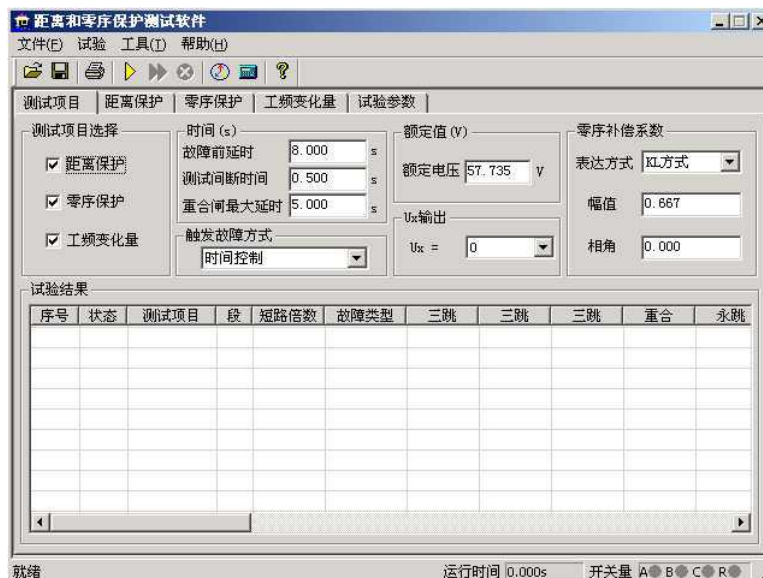 距离和零序保护测试软件
文件(F) 试验 工具(T) 帮助(H)
测试项目 距离保护 零序保护 工频变化量 试验参数
测试项目选择
距离保护
零序保护
工频变化量
时间(s)
故障前延时 8.000 s
测试间断时间 0.500 s
重合闸最大延时 5.000 s
触发故障方式
时间控制
额定值(V)
额定电压 57.735 V
Ux输出
Ux = 0
零序补偿系数
表达方式 KL方式
幅值 0.667
相角 0.000
试验结果
序号 状态 测试项目 段 短路倍数 故障类型 三跳 三跳 三跳 重合 永跳
就绪 运行时间 0.000s 开关量 A B C R